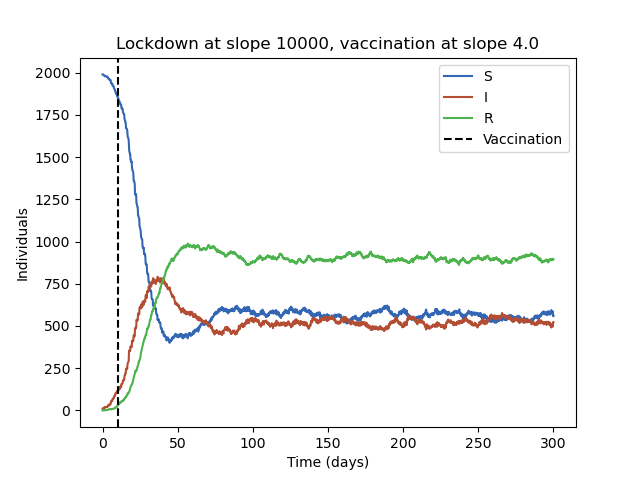 Lockdown at slope 10000, vaccination at slope 4.0
S
I
R
Vaccination
Individuals
2000
1750
1500
1250
1000
750
500
250
0
0 50 100 150 200 250 300
Time (days)